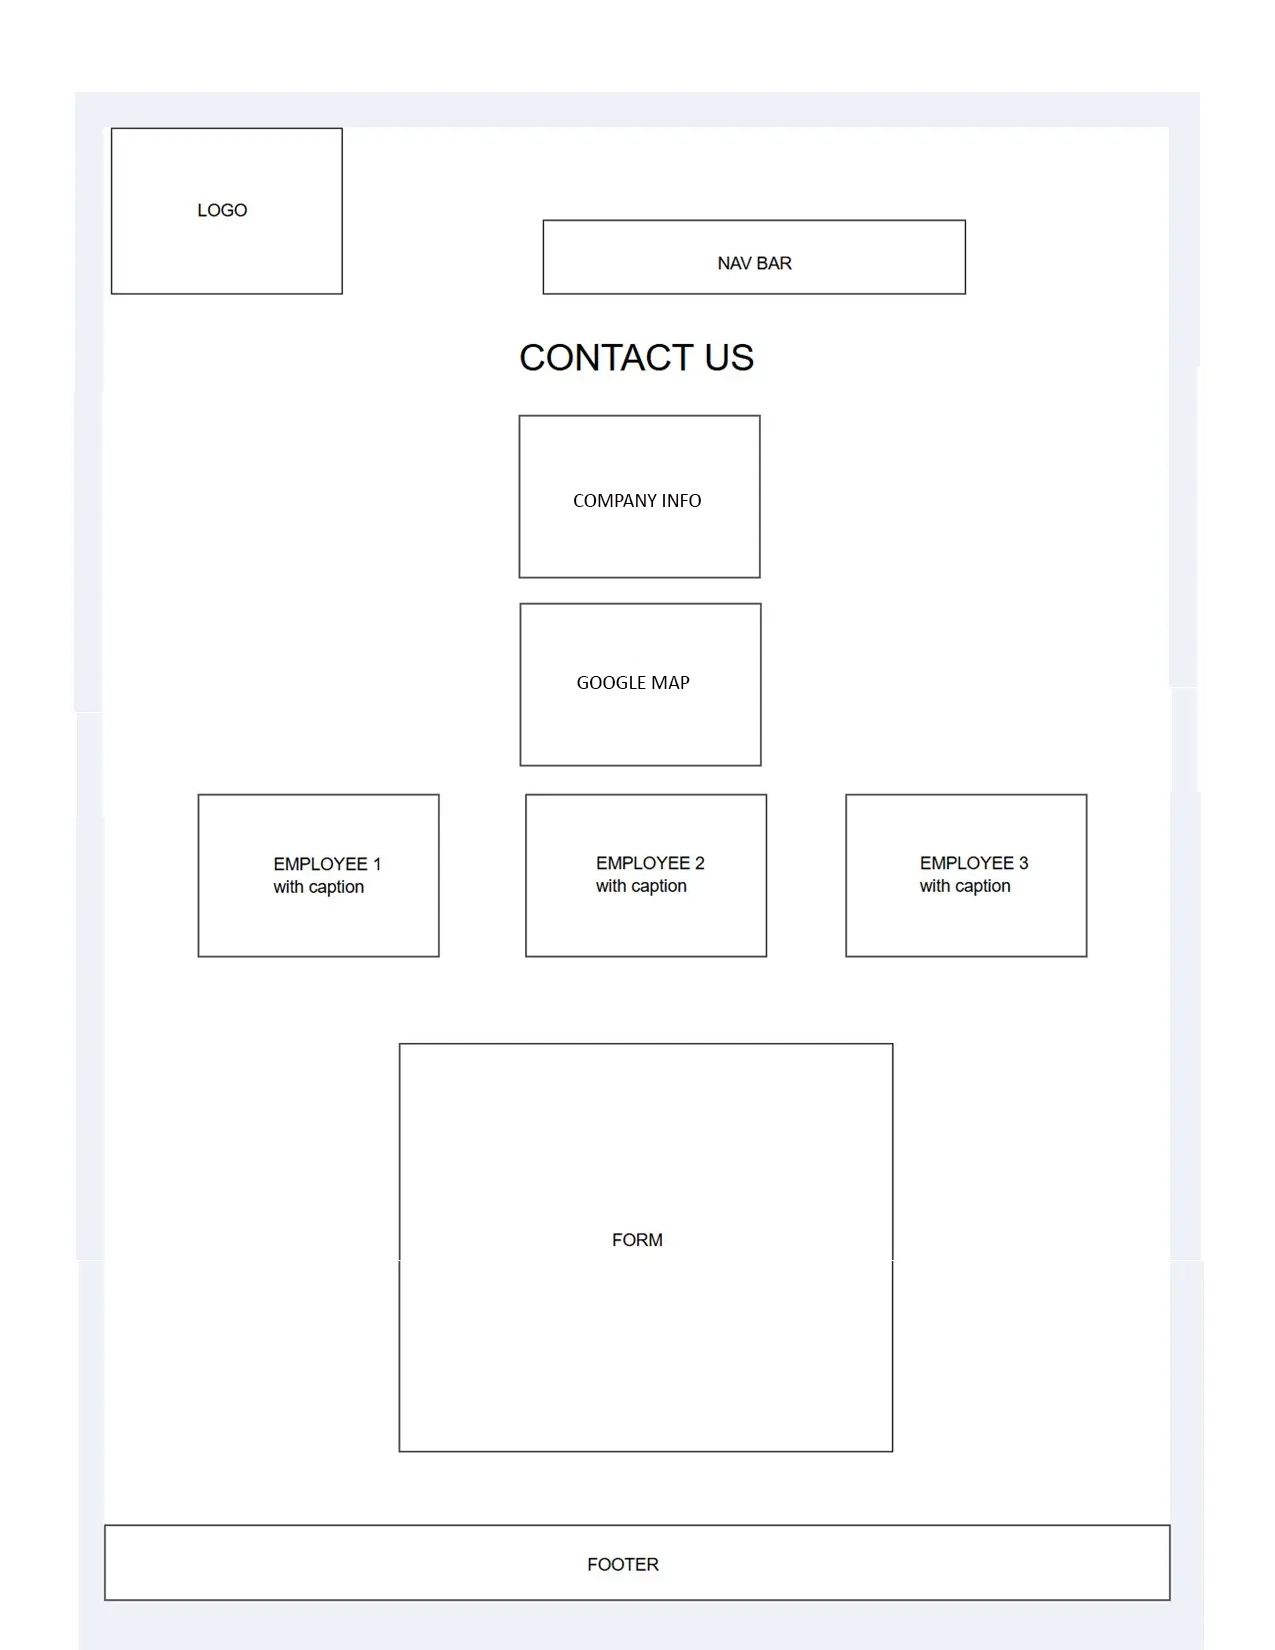 LOGO
NAV BAR
CONTACT US
COMPANY INFO
GOOGLE MAP
EMPLOYEE 1
with caption
EMPLOYEE 2
with caption
EMPLOYEE 3
with caption
FORM
FOOTER